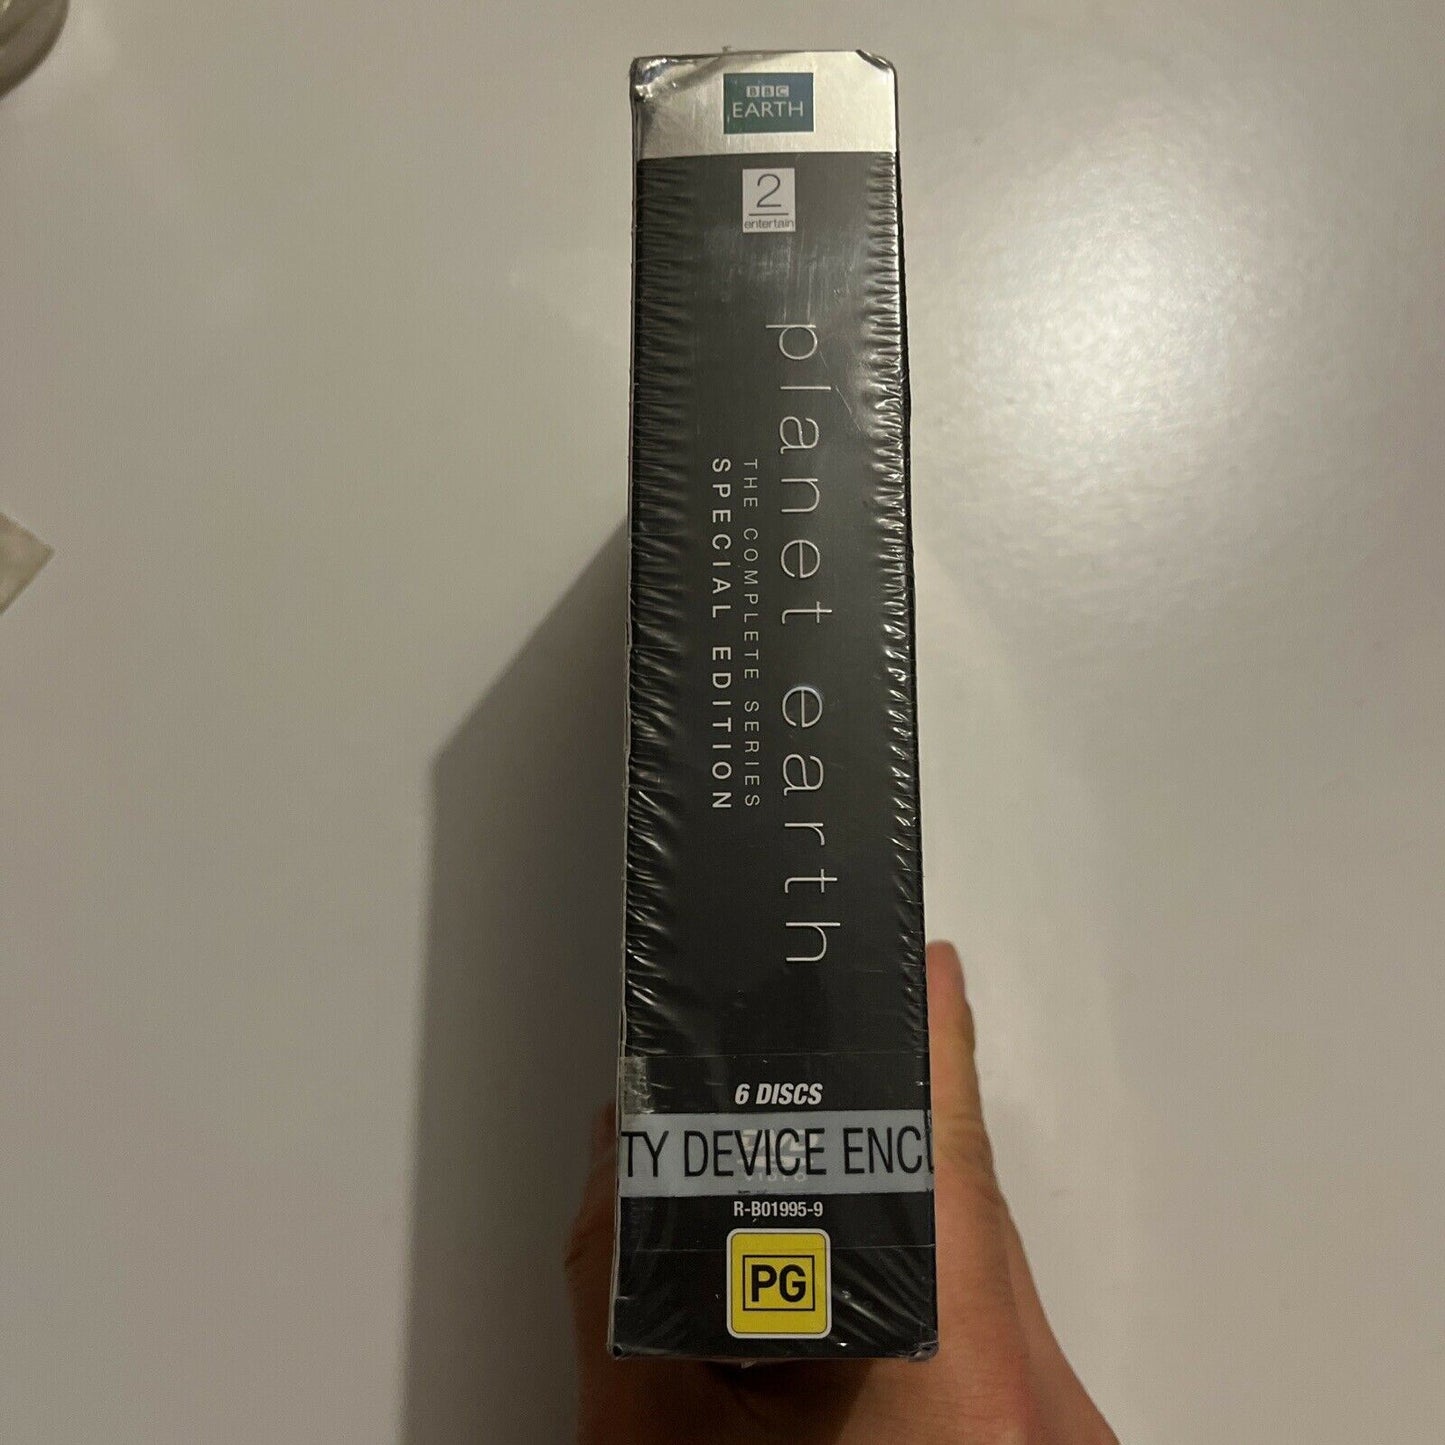 BBC
EARTH
2
entertain
planet earth
THE COMPLETE SERIES
SPECIAL EDITION
6 DISCS
TY DEVICE ENCL
VIDEO
R-B01995-9
PG